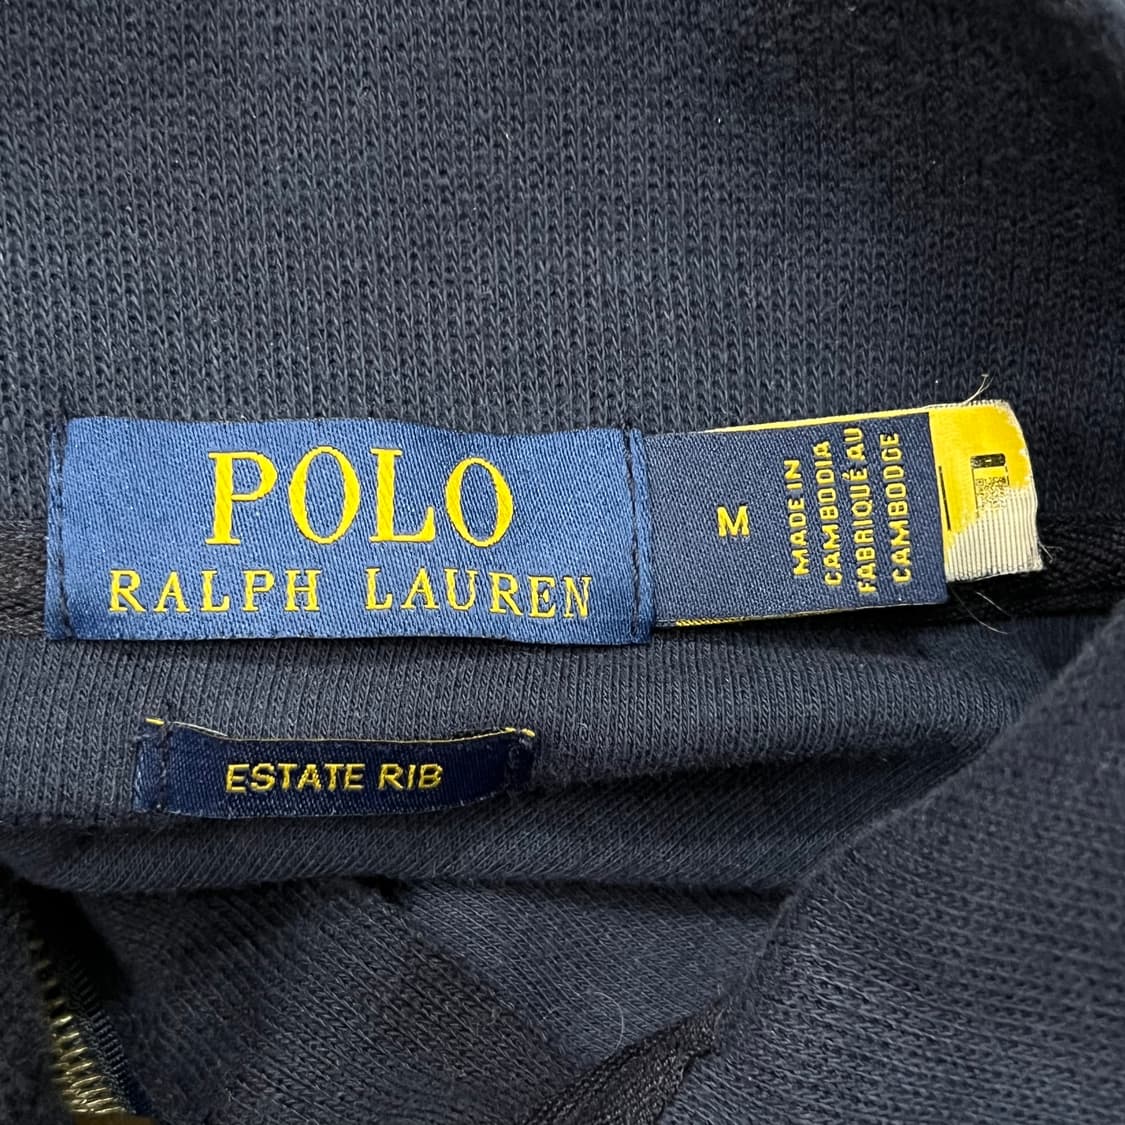 POLO
RALPH LAUREN
M
MADE IN
CAMBODIA
FABRIQUÉ AU
CAMBODGE
ESTATE RIB